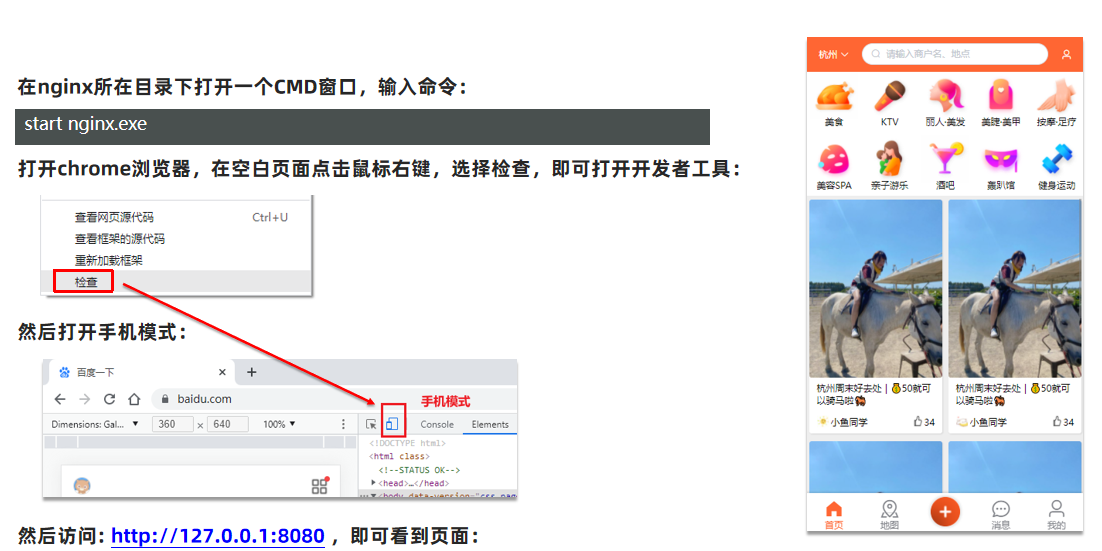 在nginx所在目录下打开一个CMD窗口，输入命令：
start nginx.exe
打开chrome浏览器，在空白页面点击鼠标右键，选择检查，即可打开开发者工具：
查看网页源代码 Ctrl+U
查看框架的源代码
重新加载框架
检查
然后打开手机模式：
百度一下
baidu.com
手机模式
Dimensions: Gal... 360 × 640 100% Console Elements
<!DOCTYPE html>
<html class>
<!--STATUS OK-->
<head>…</head>
<body data-version="css-page
然后访问: http://127.0.0.1:8080 ，即可看到页面：
杭州 请输入商户名、地点
美食 KTV 丽人·美发 美睫·美甲 按摩·足疗
美容SPA 亲子游乐 酒吧 轰趴馆 健身运动
杭州周末好去处 | 💰50就可 杭州周末好去处 | 💰50就可
以骑马啦🐎 以骑马啦🐎
小鱼同学 34 小鱼同学 34
首页 地图 消息 我的